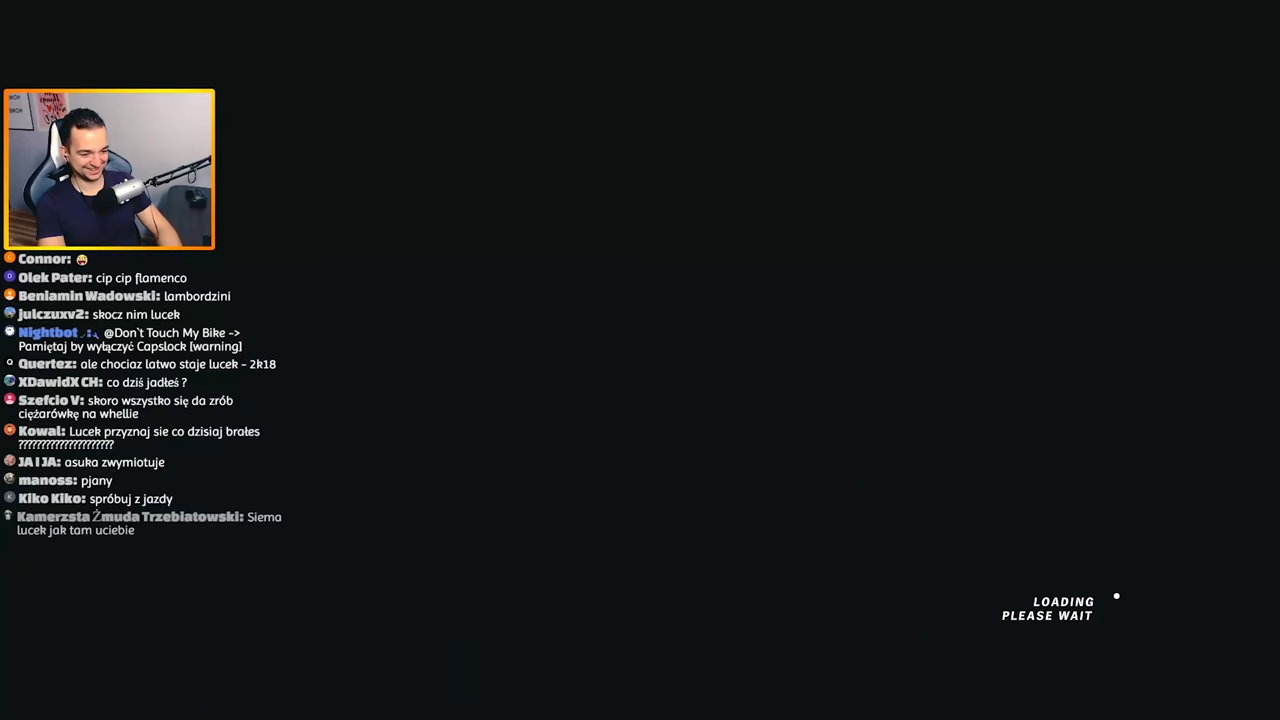 Connor:
Olek Pater: cip cip flamenco
Beniamin Wadowski: lambordzini
julczuxv2: skocz nim lucek
Nightbot: @Don`t Touch My Bike ->
Pamiętaj by wyłączyć Capslock [warning]
Quertez: ale chociaz latwo staje lucek - 2k18
XDawidX CH: co dziś jadłeś ?
Szefcio V: skoro wszystko się da zrób
ciężarówkę na whellie
Kowal: Lucek przyznaj sie co dzisiaj brałes
?????????????????????
JA I JA: asuka zwymiotuje
manoss: pjany
Kiko Kiko: spróbuj z jazdy
Kamerzsta Żmuda Trzebiatowski: Siema
lucek jak tam uciebie
LOADING
PLEASE WAIT